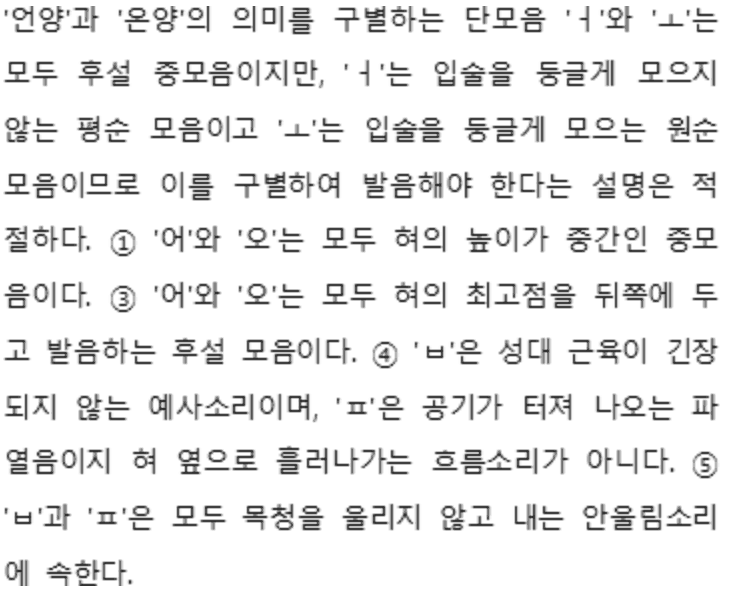 '언양'과 '온양'의 의미를 구별하는 단모음 'ㅓ'와 'ㅗ'는
모두 후설 중모음이지만, 'ㅓ'는 입술을 둥글게 모으지
않는 평순 모음이고 'ㅗ'는 입술을 둥글게 모으는 원순
모음이므로 이를 구별하여 발음해야 한다는 설명은 적
절하다. ① '어'와 '오'는 모두 혀의 높이가 중간인 중모
음이다. ③ '어'와 '오'는 모두 혀의 최고점을 뒤쪽에 두
고 발음하는 후설 모음이다. ④ 'ㅂ'은 성대 근육이 긴장
되지 않는 예사소리이며, 'ㅍ'은 공기가 터져 나오는 파
열음이지 혀 옆으로 흘러나가는 흐름소리가 아니다. ⑤
'ㅂ'과 'ㅍ'은 모두 목청을 울리지 않고 내는 안울림소리
에 속한다.